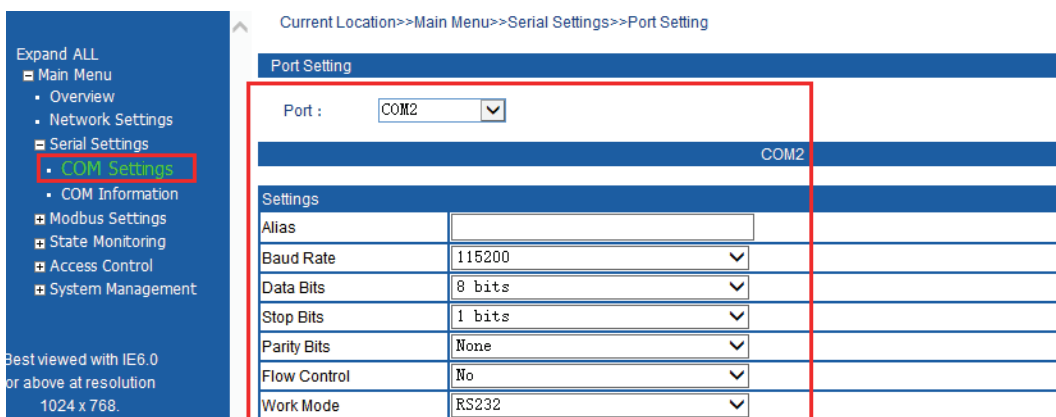 Current Location>>Main Menu>>Serial Settings>>Port Setting
Expand ALL
Main Menu
Overview
Network Settings
Serial Settings
COM Settings
COM Information
Modbus Settings
State Monitoring
Access Control
System Management
Best viewed with IE6.0
or above at resolution
1024 x 768.
Port Setting
Port : COM2
COM2
Settings
Alias
Baud Rate 115200
Data Bits 8 bits
Stop Bits 1 bits
Parity Bits None
Flow Control No
Work Mode RS232